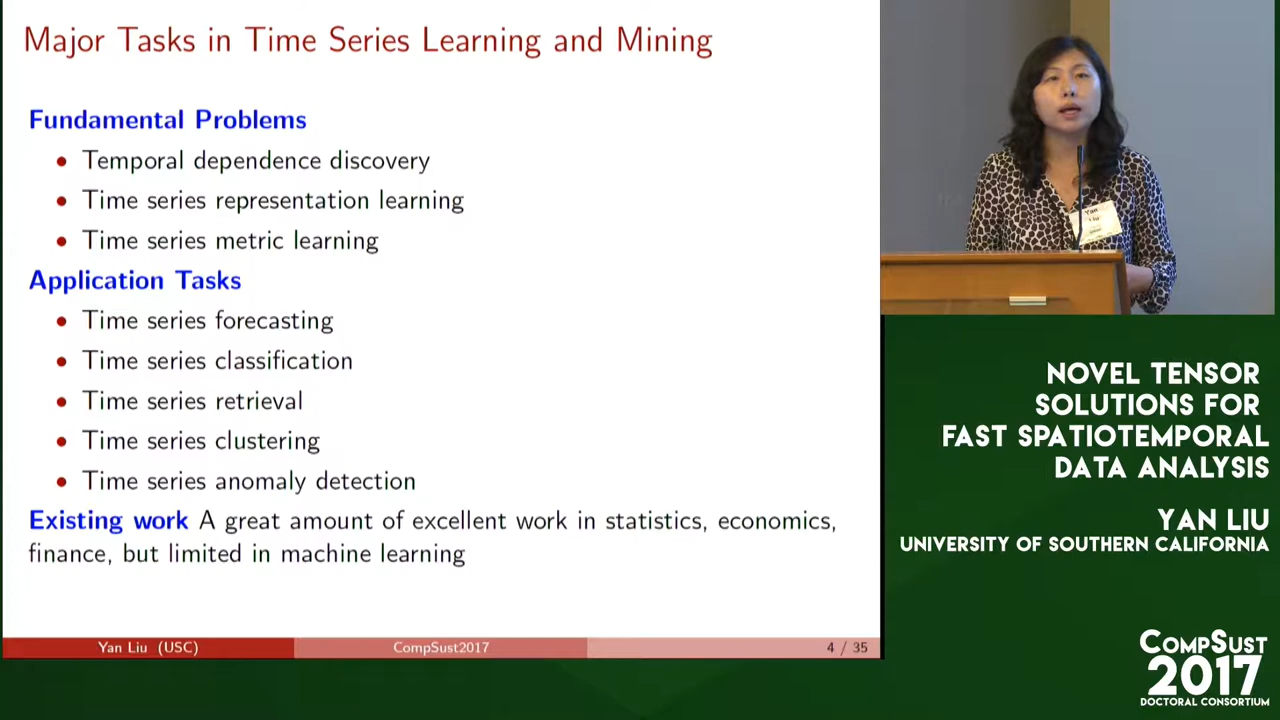 Major Tasks in Time Series Learning and Mining
Fundamental Problems
• Temporal dependence discovery
• Time series representation learning
• Time series metric learning
Application Tasks
• Time series forecasting
• Time series classification
• Time series retrieval
• Time series clustering
• Time series anomaly detection
Existing work A great amount of excellent work in statistics, economics,
finance, but limited in machine learning
Yan Liu (USC)
CompSust2017
4 / 35
Yan
Liu
NOVEL TENSOR
SOLUTIONS FOR
FAST SPATIOTEMPORAL
DATA ANALYSIS
YAN LIU
UNIVERSITY OF SOUTHERN CALIFORNIA
COMPSUST
2017
DOCTORAL CONSORTIUM